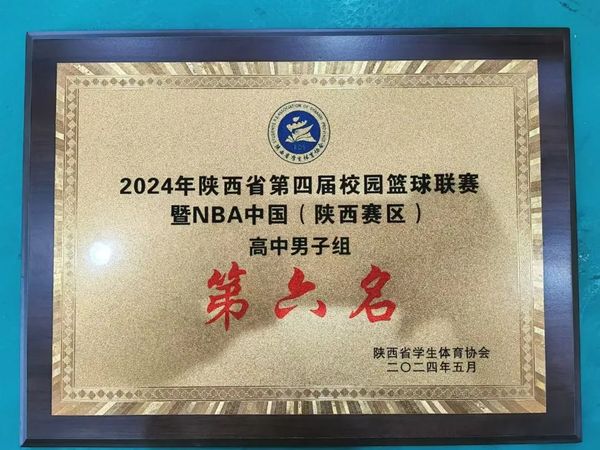 2024年陕西省第四届校园篮球联赛
暨NBA中国（陕西赛区）
高中男子组
第六名
陕西省学生体育协会
二〇二四年五月